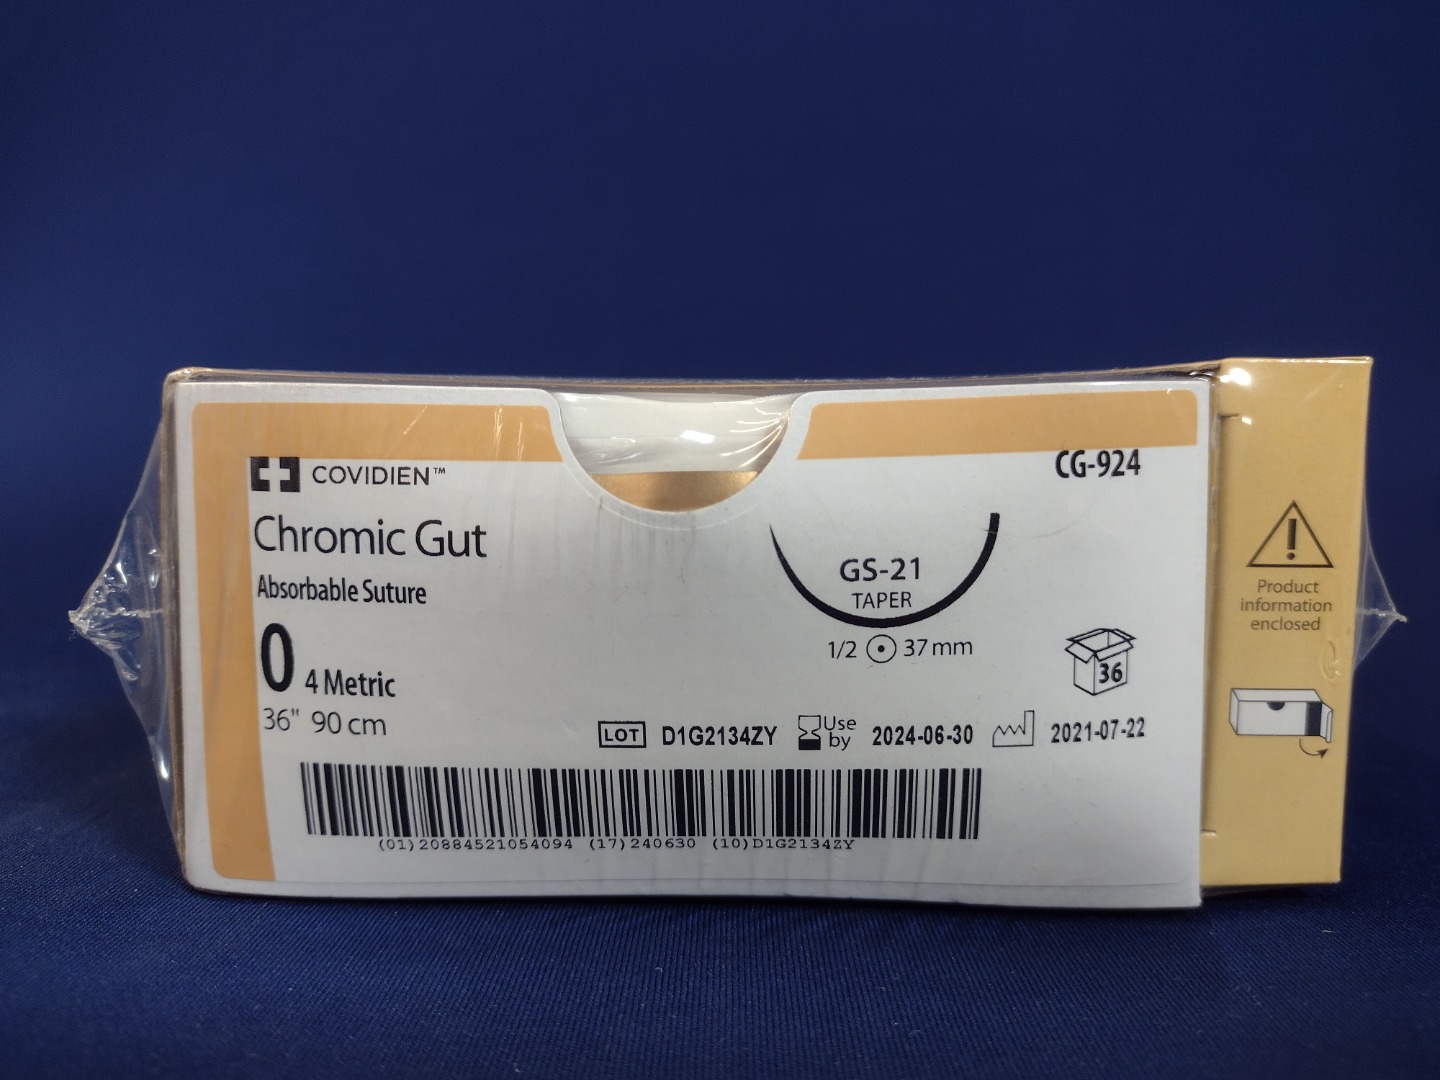 COVIDIEN™
CG-924
Chromic Gut
Absorbable Suture
GS-21
TAPER
1/2 37 mm
0 4 Metric
36" 90 cm
36
LOT D1G2134ZY Use by 2024-06-30 2021-07-22
(01)20884521054094 (17)240630 (10)D1G2134ZY
!
Product
information
enclosed